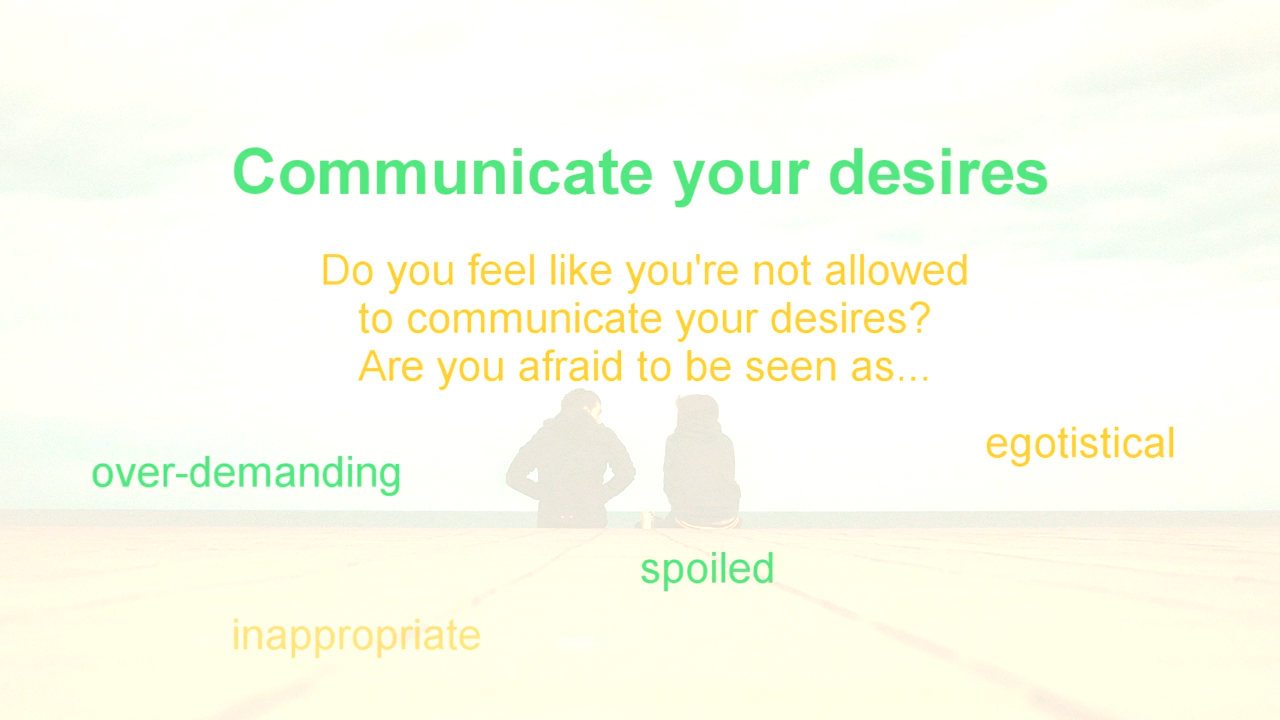 Communicate your desires
Do you feel like you're not allowed
to communicate your desires?
Are you afraid to be seen as...
egotistical
over-demanding
spoiled
inappropriate